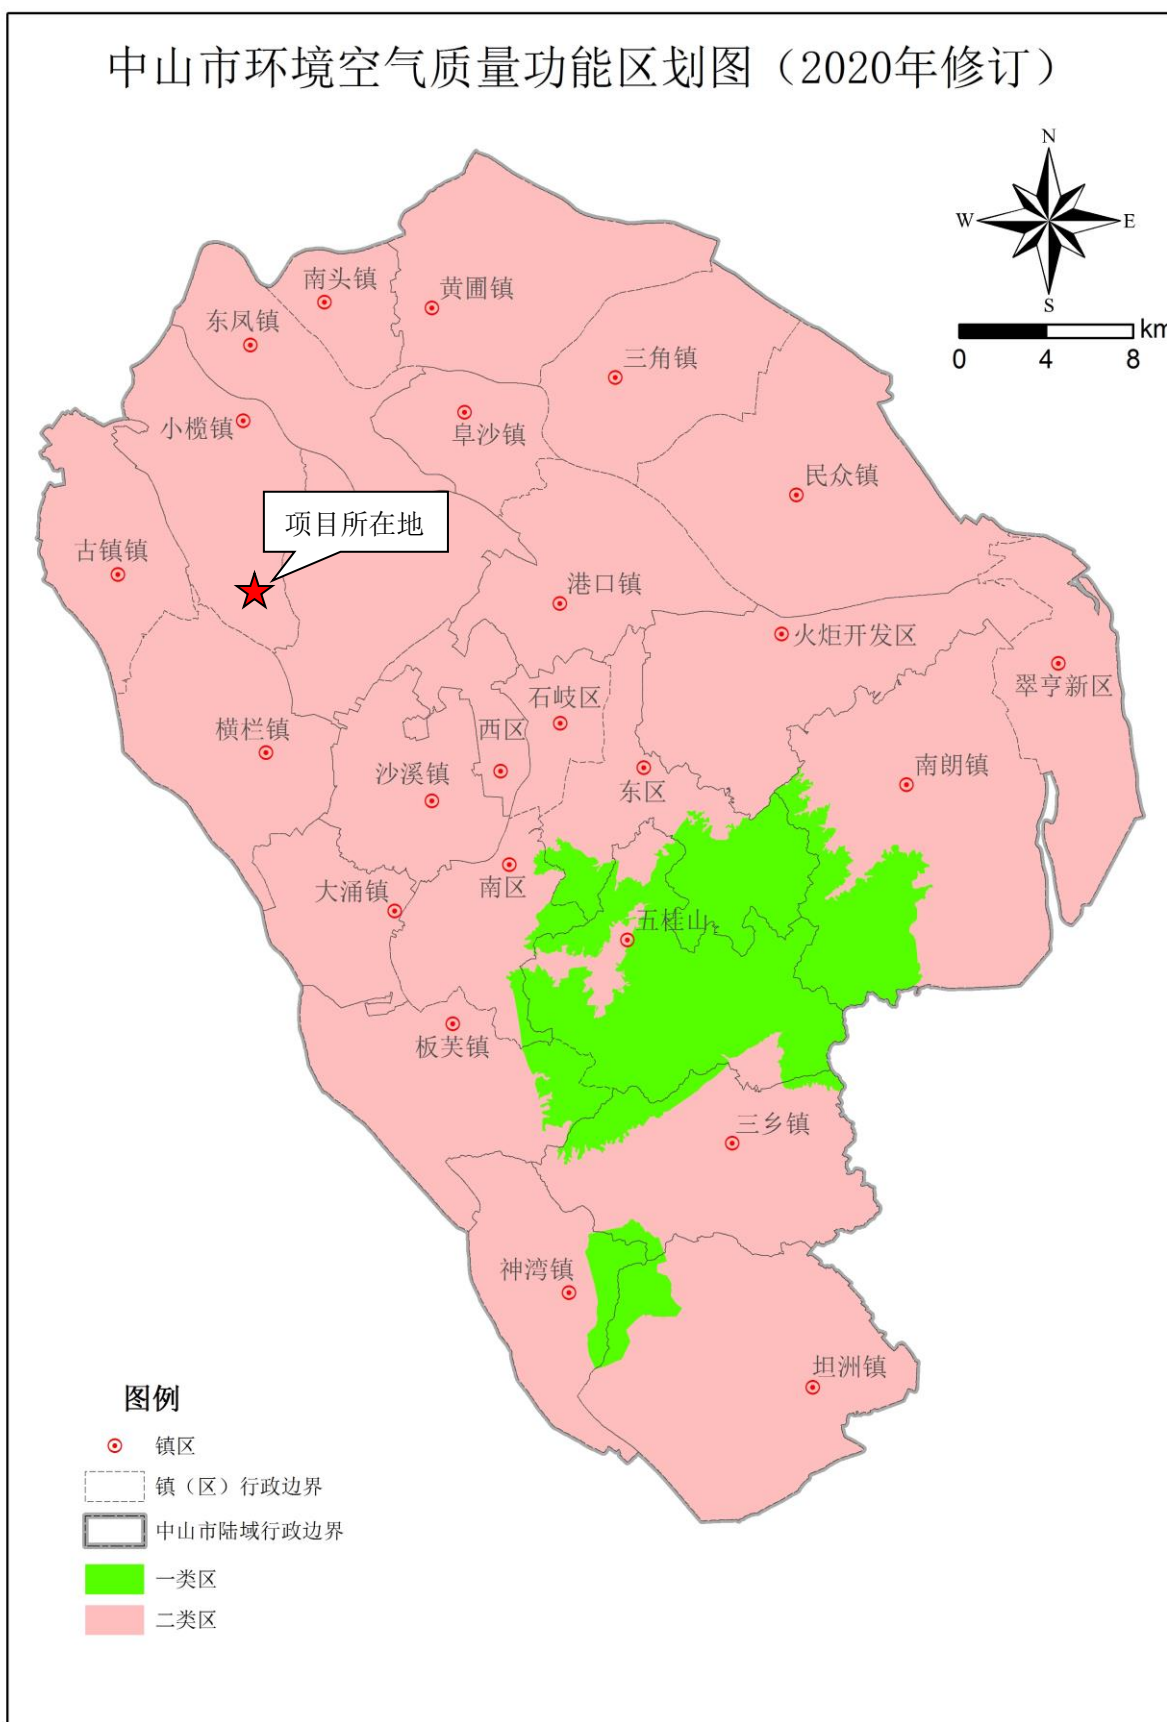 中山市环境空气质量功能区划图（2020年修订）
N
W
E
S
km
0
4
8
南头镇
黄圃镇
东凤镇
三角镇
小榄镇
阜沙镇
民众镇
项目所在地
古镇镇
港口镇
火炬开发区
翠亨新区
石岐区
横栏镇
西区
沙溪镇
东区
南朗镇
南区
大涌镇
五桂山
板芙镇
三乡镇
神湾镇
坦洲镇
图例
镇区
镇（区）行政边界
中山市陆域行政边界
一类区
二类区